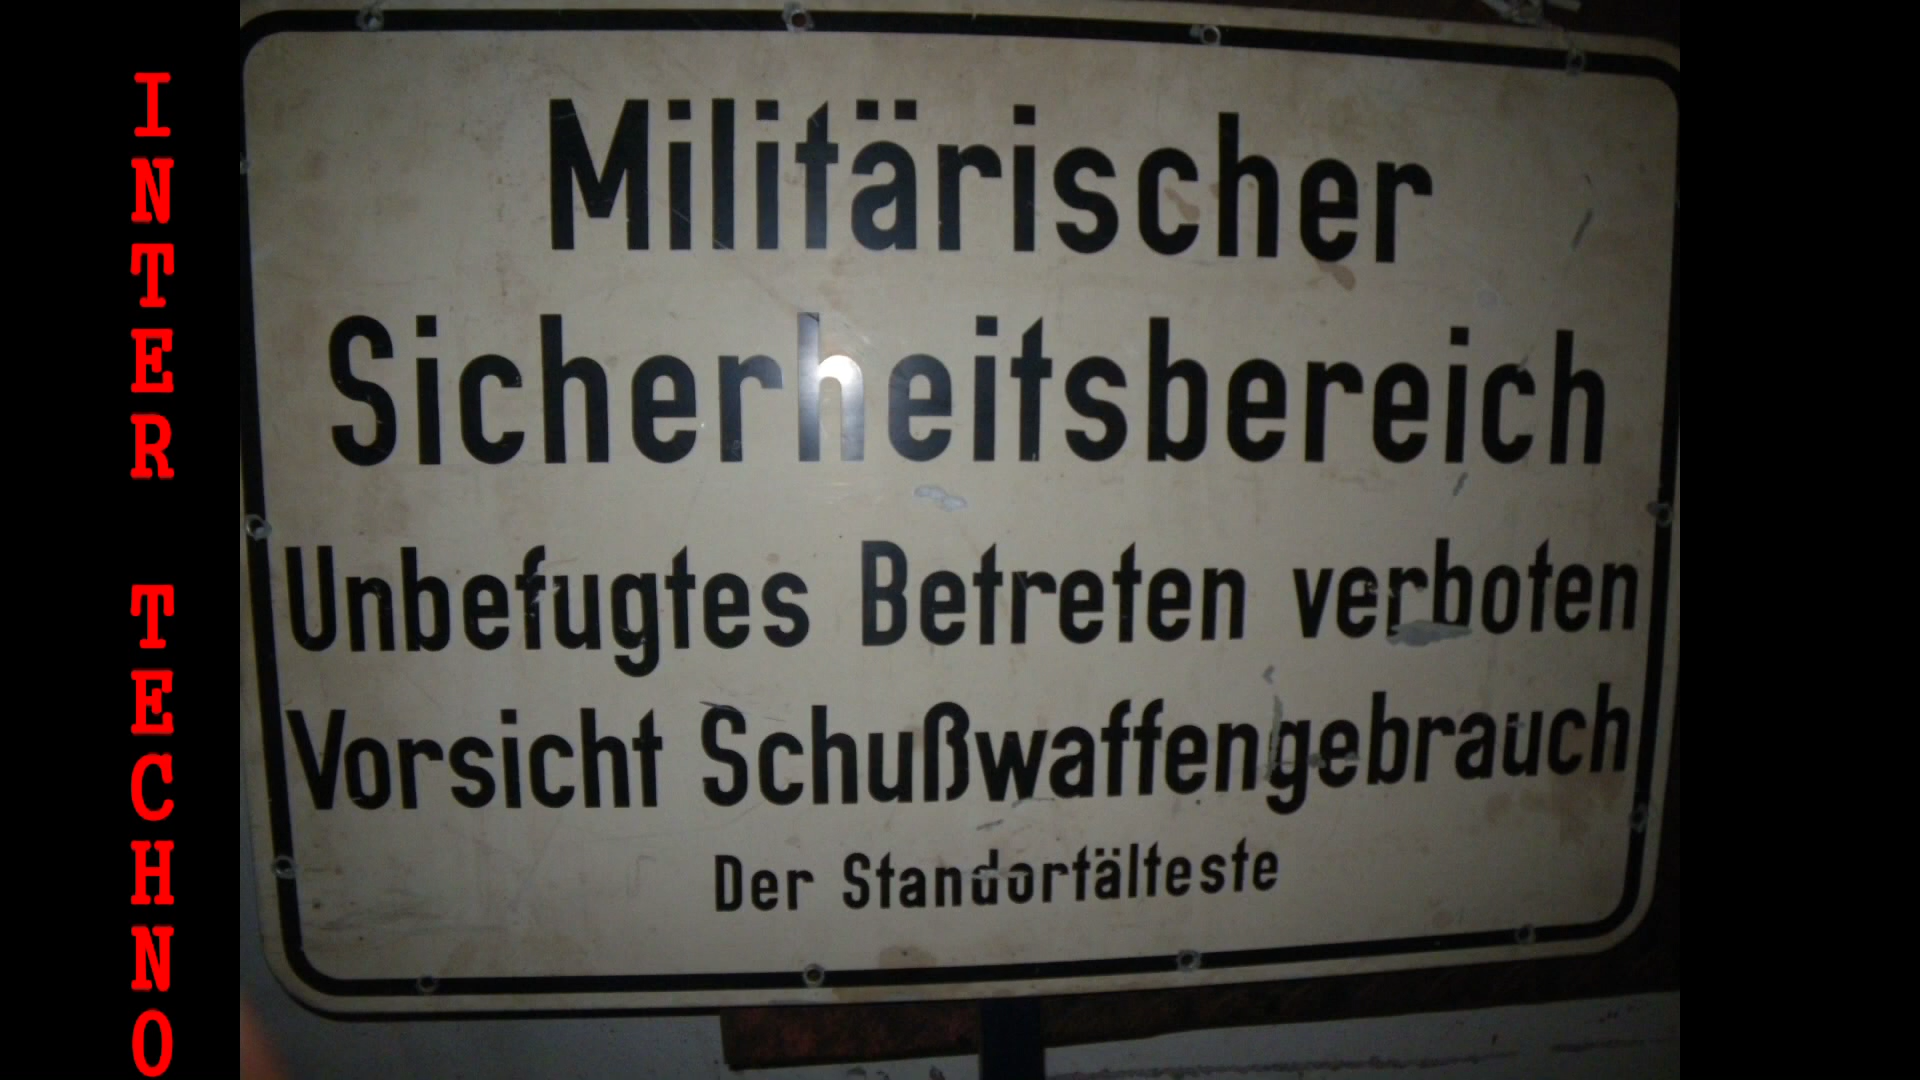 INTER TECHNO
Militärischer
Sicherheitsbereich
Unbefugtes Betreten verboten
Vorsicht Schußwaffengebrauch
Der Standortälteste